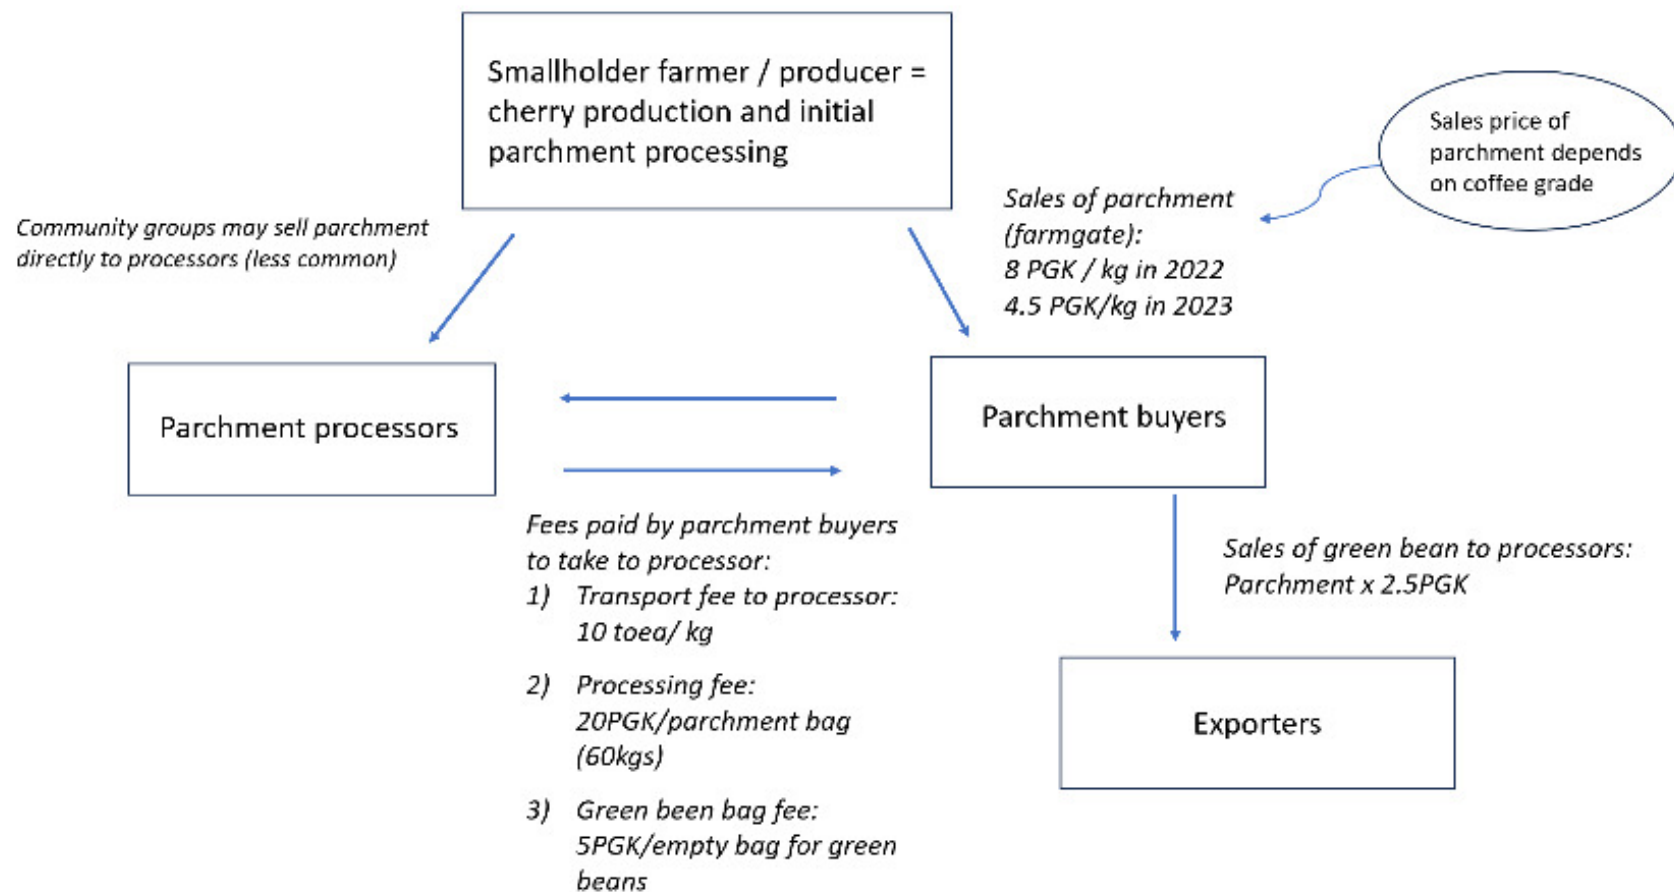 Smallholder farmer / producer =
cherry production and initial
parchment processing
Sales price of
parchment depends
on coffee grade
Community groups may sell parchment
directly to processors (less common)
Sales of parchment
(farmgate):
8 PGK / kg in 2022
4.5 PGK/kg in 2023
Parchment processors
Parchment buyers
Fees paid by parchment buyers
to take to processor:
1) Transport fee to processor:
10 toea/ kg
2) Processing fee:
20PGK/parchment bag
(60kgs)
3) Green been bag fee:
5PGK/empty bag for green
beans
Sales of green bean to processors:
Parchment x 2.5PGK
Exporters